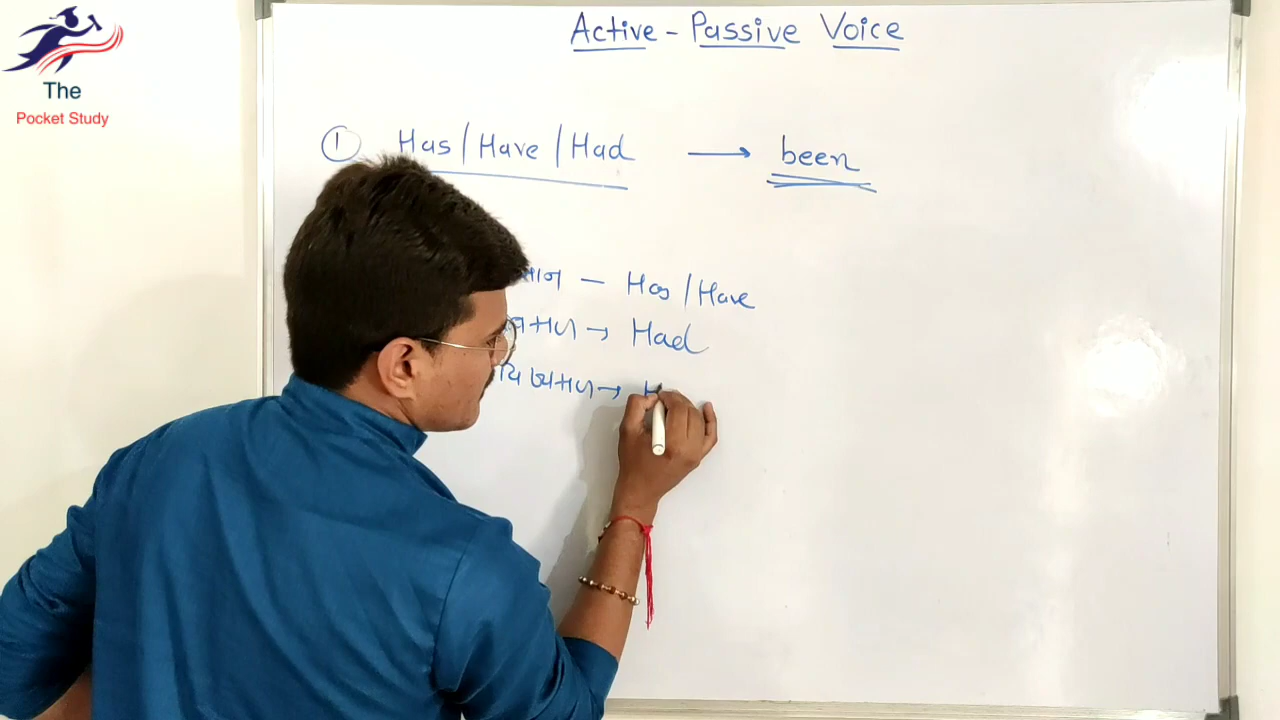 The
Pocket Study
Active - Passive Voice
1 Has / Have / Had → been
— Has / Have
→ Had
→ H